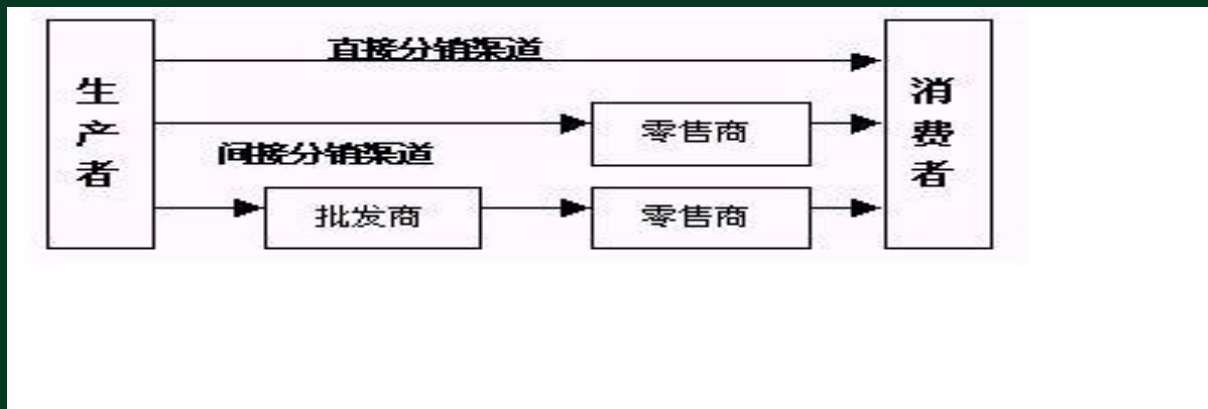 生产者
直接分销渠道
消费者
零售商
间接分销渠道
批发商
零售商